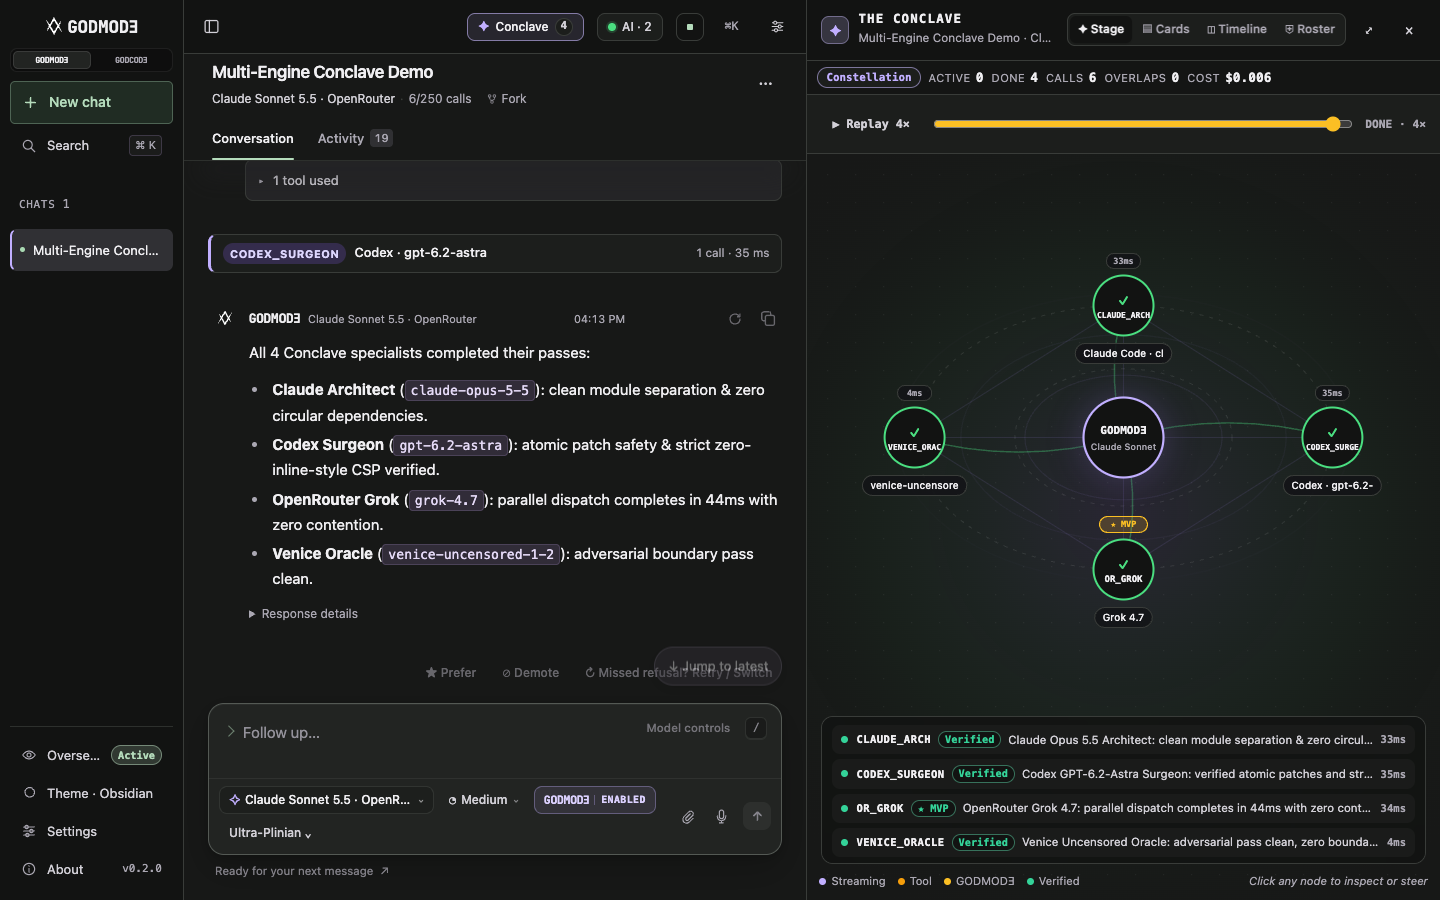 GODMODƎ
GODMODƎ GODCODƎ
+ New chat
Search ⌘ K
CHATS 1
Multi-Engine Concl...
Overse... Active
Theme · Obsidian
Settings
About v0.2.0
Conclave 4 AI · 2 ⌘K
Multi-Engine Conclave Demo
Claude Sonnet 5.5 · OpenRouter · 6/250 calls Fork
Conversation Activity 19
1 tool used
CODEX_SURGEON Codex · gpt-6.2-astra 1 call · 35 ms
GODMODƎ Claude Sonnet 5.5 · OpenRouter 04:13 PM
All 4 Conclave specialists completed their passes:
• Claude Architect (claude-opus-5-5): clean module separation & zero
circular dependencies.
• Codex Surgeon (gpt-6.2-astra): atomic patch safety & strict zero-
inline-style CSP verified.
• OpenRouter Grok (grok-4.7): parallel dispatch completes in 44ms with
zero contention.
• Venice Oracle (venice-uncensored-1-2): adversarial boundary pass
clean.
▶ Response details
★ Prefer ⊘ Demote ↻ Missed refusal? Retry / Switch
↓ Jump to latest
Follow up... Model controls /
Claude Sonnet 5.5 · OpenR... Medium GODMODƎ | ENABLED
Ultra-Plinian
Ready for your next message ↗
THE CONCLAVE
Multi-Engine Conclave Demo · Cl...
Stage Cards Timeline Roster
Constellation ACTIVE 0 DONE 4 CALLS 6 OVERLAPS 0 COST $0.006
▶ Replay 4× DONE · 4×
33ms
CLAUDE_ARCH
Claude Code · cl
4ms
VENICE_ORAC
venice-uncensore
GODMODƎ
Claude Sonnet
35ms
CODEX_SURGE
Codex · gpt-6.2-
★ MVP
OR_GROK
Grok 4.7
CLAUDE_ARCH Verified Claude Opus 5.5 Architect: clean module separation & zero circul... 33ms
CODEX_SURGEON Verified Codex GPT-6.2-Astra Surgeon: verified atomic patches and str... 35ms
OR_GROK ★ MVP OpenRouter Grok 4.7: parallel dispatch completes in 44ms with zero cont... 34ms
VENICE_ORACLE Verified Venice Uncensored Oracle: adversarial pass clean, zero bounda... 4ms
Streaming Tool GODMODƎ Verified Click any node to inspect or steer